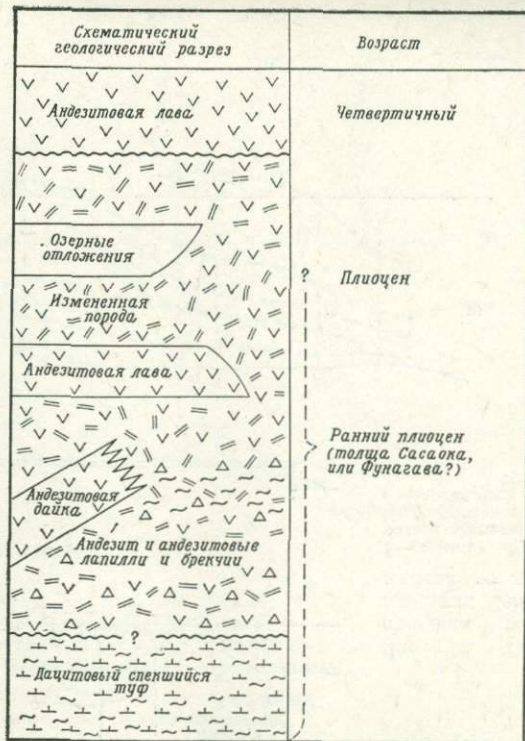 Схематический
геологический разрез
Возраст
Андезитовая лава
Четвертичный
Озерные
отложения
? Плиоцен
Измененная
порода
Андезитовая лава
Ранний плиоцен
(толща Сасаока,
или Фунагава?)
Андезитовая
дайка
Андезит и андезитовые
лапилли и брекчии
?
Дацитовый спекшийся
туф